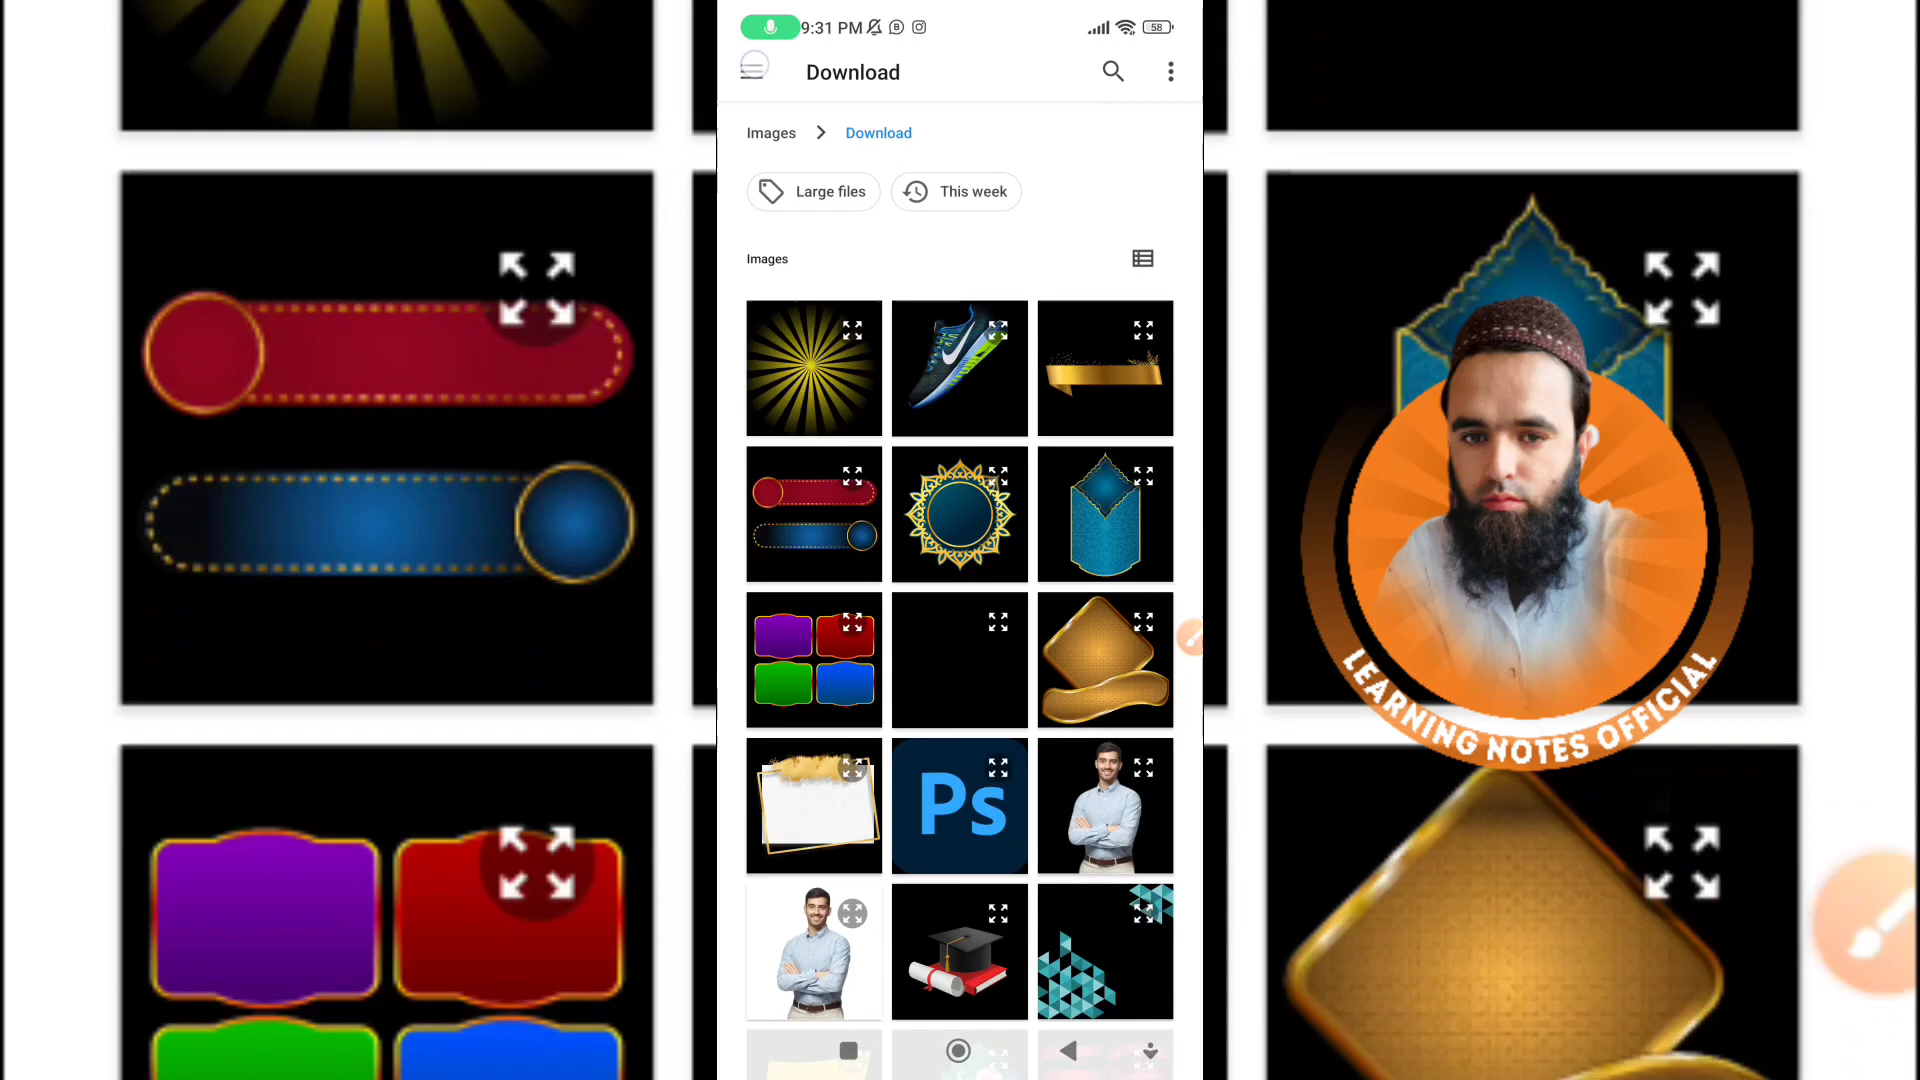 9:31 PM
58
Download
Images
Download
Large files
This week
Images
Ps
LEARNING NOTES OFFICIAL